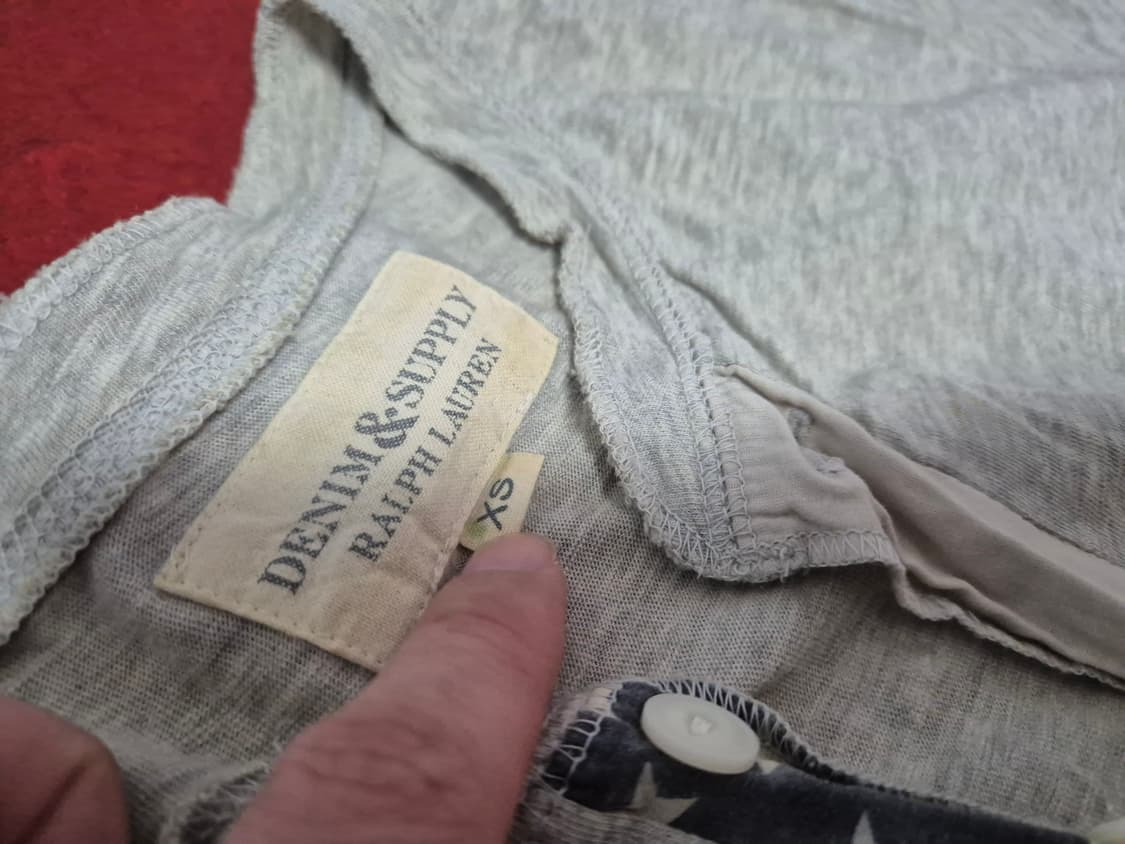 DENIM & SUPPLY
RALPH LAUREN
XS